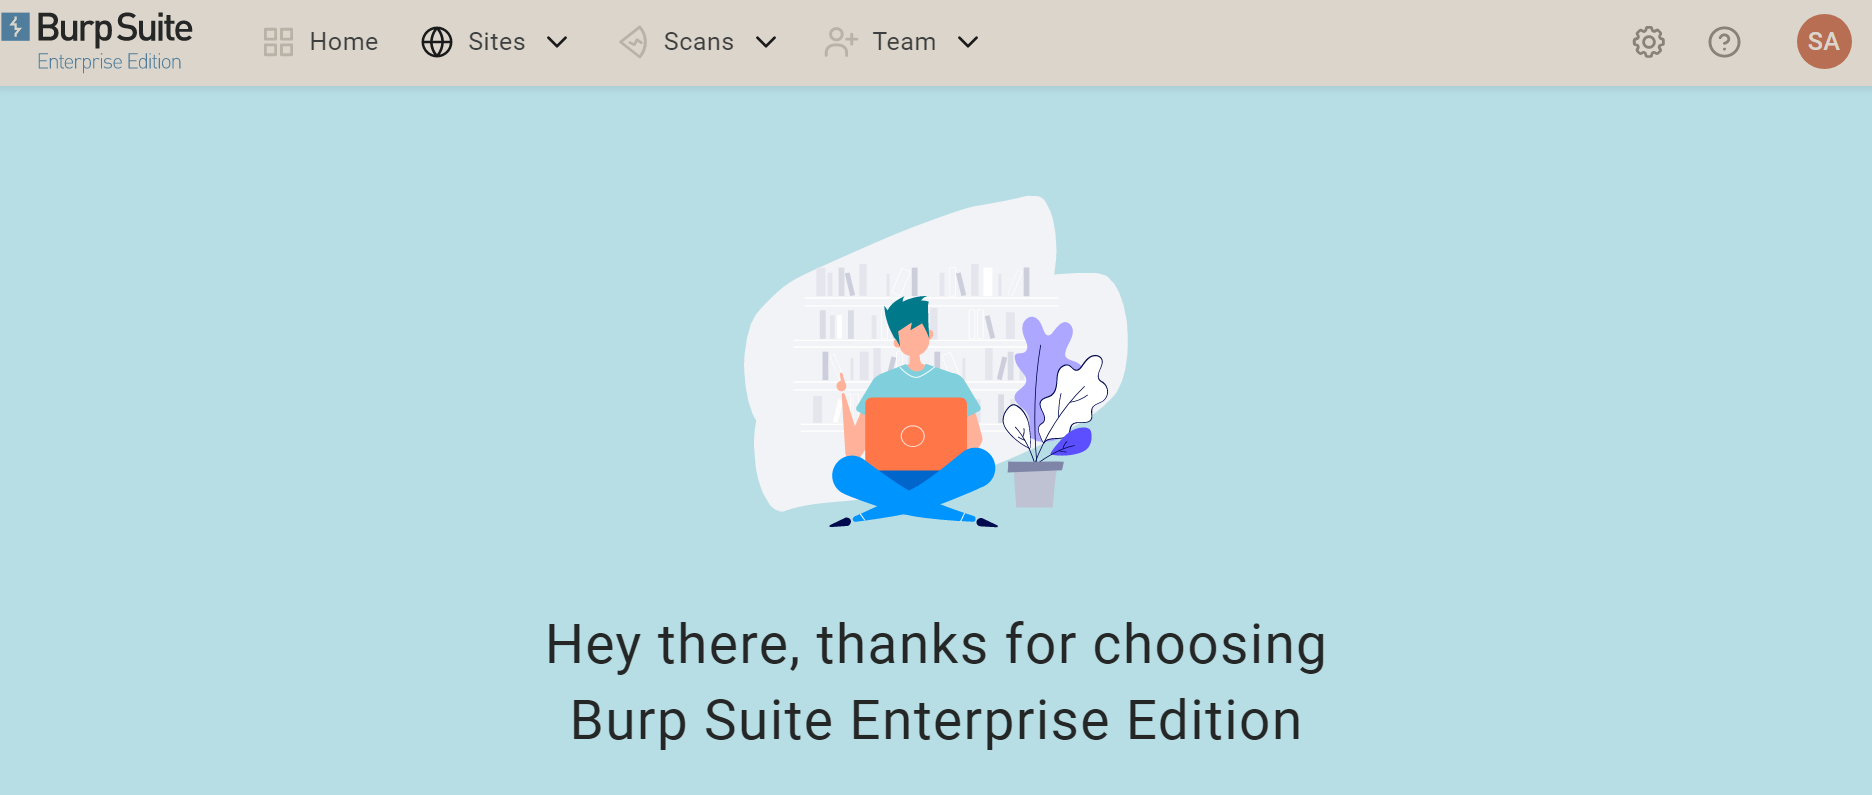 Burp Suite
Enterprise Edition
Home
Sites
Scans
Team
SA
Hey there, thanks for choosing
Burp Suite Enterprise Edition